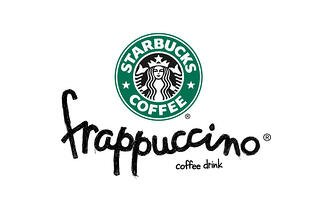 STARBUCKS
COFFEE
®
frappuccino®
coffee drink